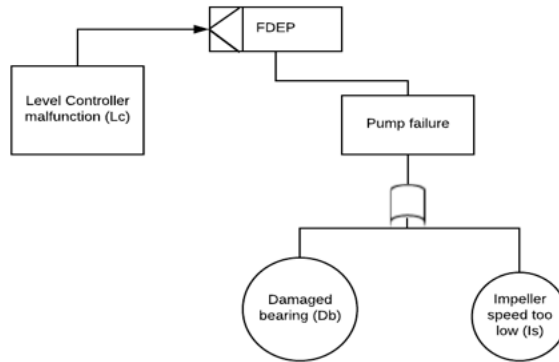 FDEP
Level Controller
malfunction (Lc)
Pump failure
Damaged
bearing (Db)
Impeller
speed too
low (Is)